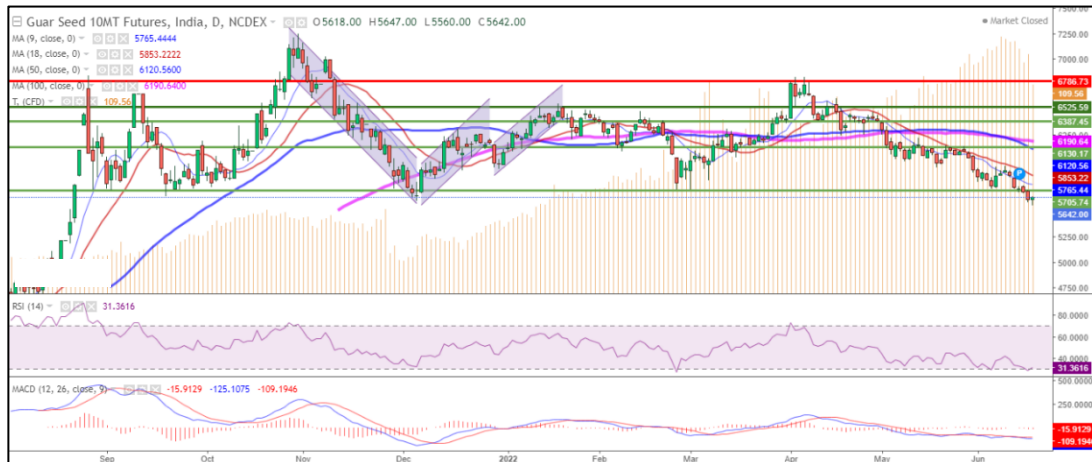 Guar Seed 10MT Futures, India, D, NCDEX O5618.00 H5647.00 L5560.00 C5642.00
Market Closed
MA (9, close, 0) 5765.4444
MA (18, close, 0) 5853.2222
MA (50, close, 0) 6120.5600
MA (100, close, 0) 6190.6400
T, (CFD) 109.56
7500.00
7250.00
7000.00
6786.73
109.56
6525.59
6387.45
6190.64
6130.17
6120.56
5853.22
5765.44
5705.74
5642.00
5250.00
5000.00
4750.00
P
RSI (14) 31.3616
80.0000
40.0000
31.3616
MACD (12, 26, close, 9) -15.9129 -125.1075 -109.1946
250.0000
0.0000
-15.9129
-109.1946
Sep Oct Nov Dec 2022 Feb Mar Apr May Jun